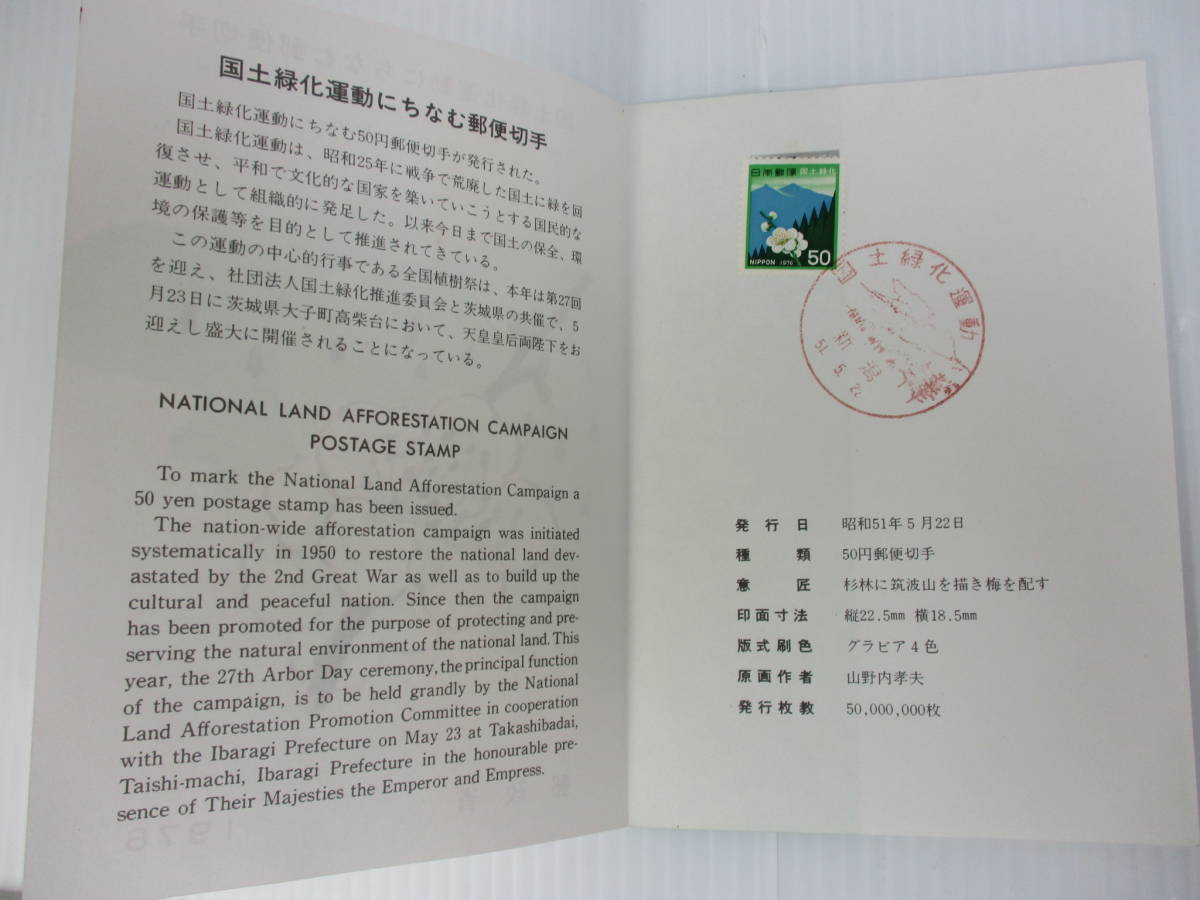 国土緑化運動にちなむ郵便切手
国土緑化運動にちなむ50円郵便切手が発行された。
国土緑化運動は、昭和25年に戦争で荒廃した国土に緑を回
復させ、平和で文化的な国家を築いていこうとする国民的な
運動として組織的に発足した。以来今日まで国土の保全、環
境の保護等を目的として推進されてきている。
この運動の中心的行事である全国植樹祭は、本年は第27回
を迎え、社団法人国土緑化推進委員会と茨城県の共催で、5
月23日に茨城県大子町高柴台において、天皇皇后両陛下をお
迎えし盛大に開催されることになっている。
NATIONAL LAND AFFORESTATION CAMPAIGN
POSTAGE STAMP
To mark the National Land Afforestation Campaign a
50 yen postage stamp has been issued.
The nation-wide afforestation campaign was initiated
systematically in 1950 to restore the national land dev-
astated by the 2nd Great War as well as to build up the
cultural and peaceful nation. Since then the campaign
has been promoted for the purpose of protecting and pre-
serving the natural environment of the national land. This
year, the 27th Arbor Day ceremony, the principal function
of the campaign, is to be held grandly by the National
Land Afforestation Promotion Committee in cooperation
with the Ibaragi Prefecture on May 23 at Takashibadai,
Taishi-machi, Ibaragi Prefecture in the honourable pre-
sence of Their Majesties the Emperor and Empress.
1976
日本郵便 国土緑化
NIPPON 1976 50
国土緑化運動
新潟
51.5.22
発行日 昭和51年5月22日
種類 50円郵便切手
意匠 杉林に筑波山を描き梅を配す
印面寸法 縦22.5mm 横18.5mm
版式刷色 グラビア4色
原画作者 山野内孝夫
発行枚数 50,000,000枚